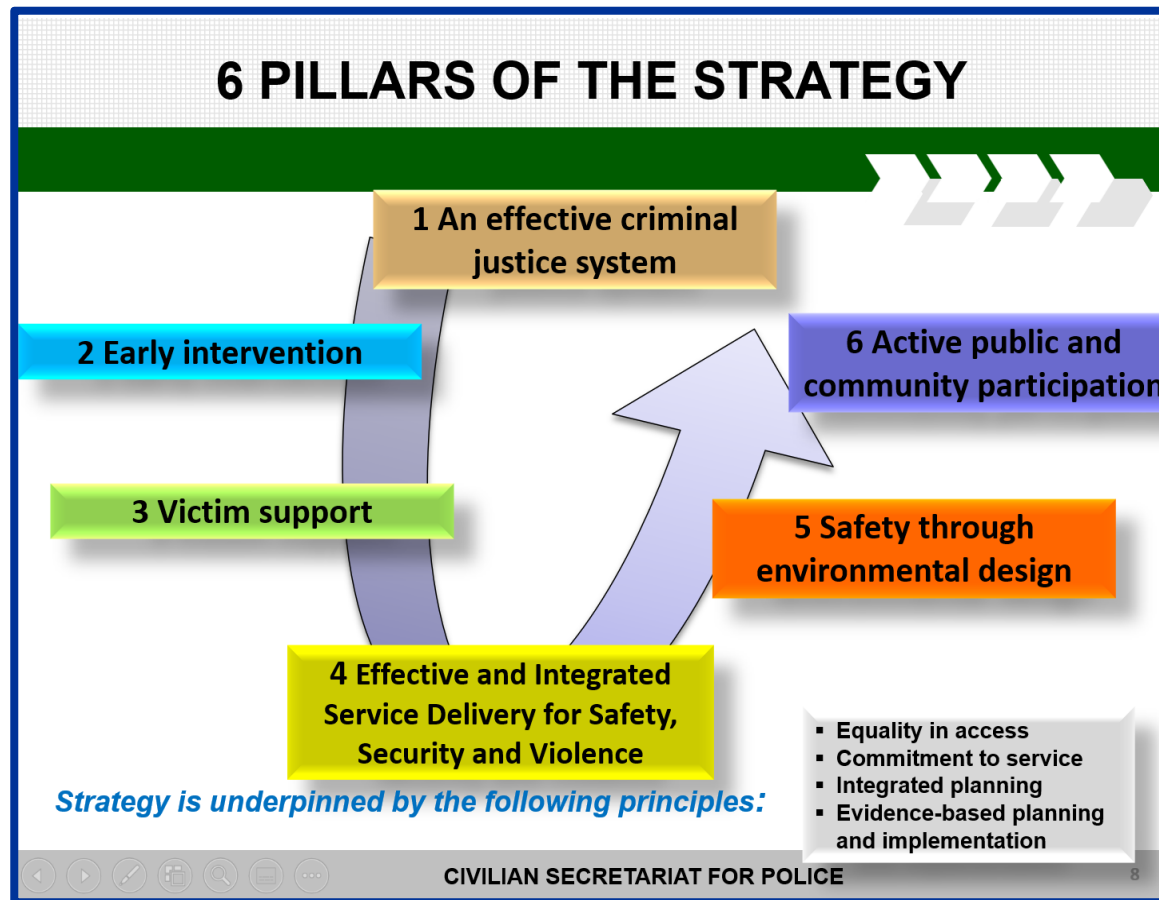 6 PILLARS OF THE STRATEGY
1 An effective criminal
justice system
2 Early intervention
3 Victim support
4 Effective and Integrated
Service Delivery for Safety,
Security and Violence
5 Safety through
environmental design
6 Active public and
community participation
Strategy is underpinned by the following principles:
▪ Equality in access
▪ Commitment to service
▪ Integrated planning
▪ Evidence-based planning
and implementation
CIVILIAN SECRETARIAT FOR POLICE
8